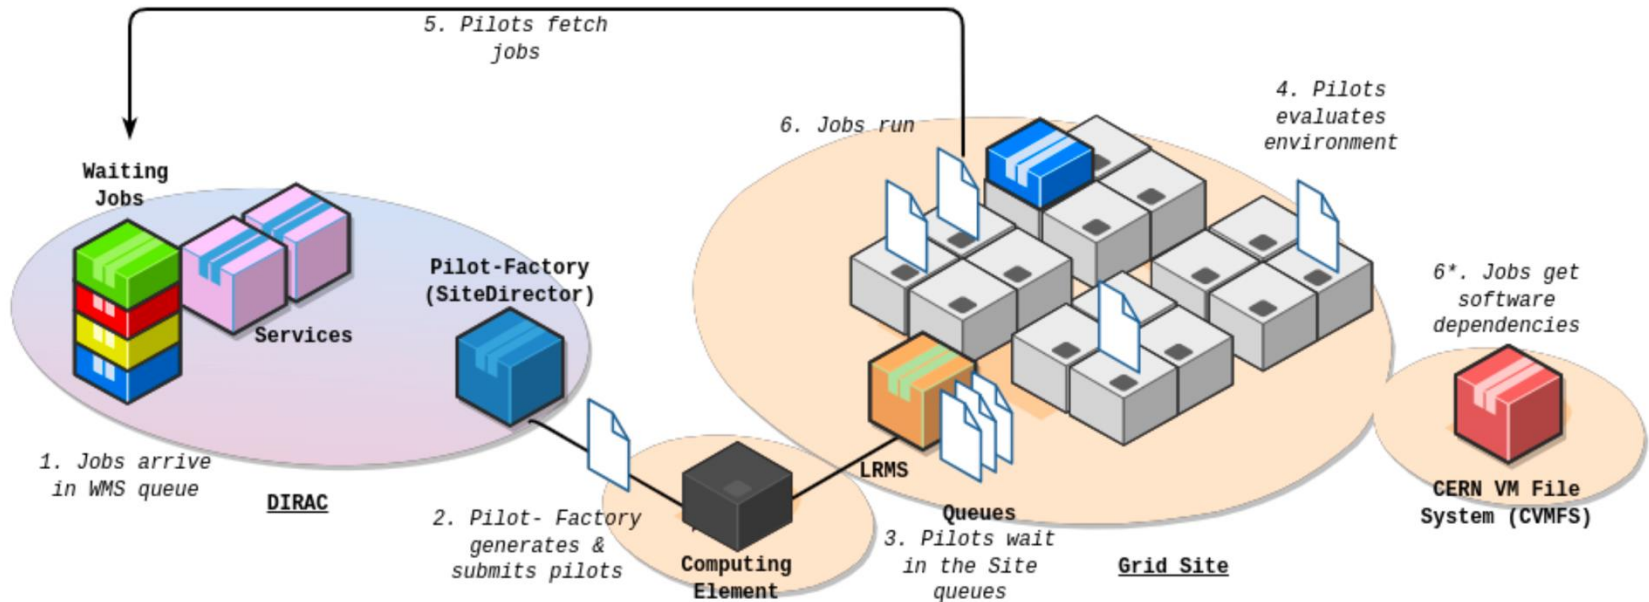 5. Pilots fetch
jobs
4. Pilots
evaluates
environment
6. Jobs run
Waiting
Jobs
Pilot-Factory
(SiteDirector)
Services
6*. Jobs get
software
dependencies
1. Jobs arrive
in WMS queue
DIRAC
LRMS
2. Pilot- Factory
generates &
submits pilots
Computing
Element
Queues
3. Pilots wait
in the Site
queues
Grid Site
CERN VM File
System (CVMFS)